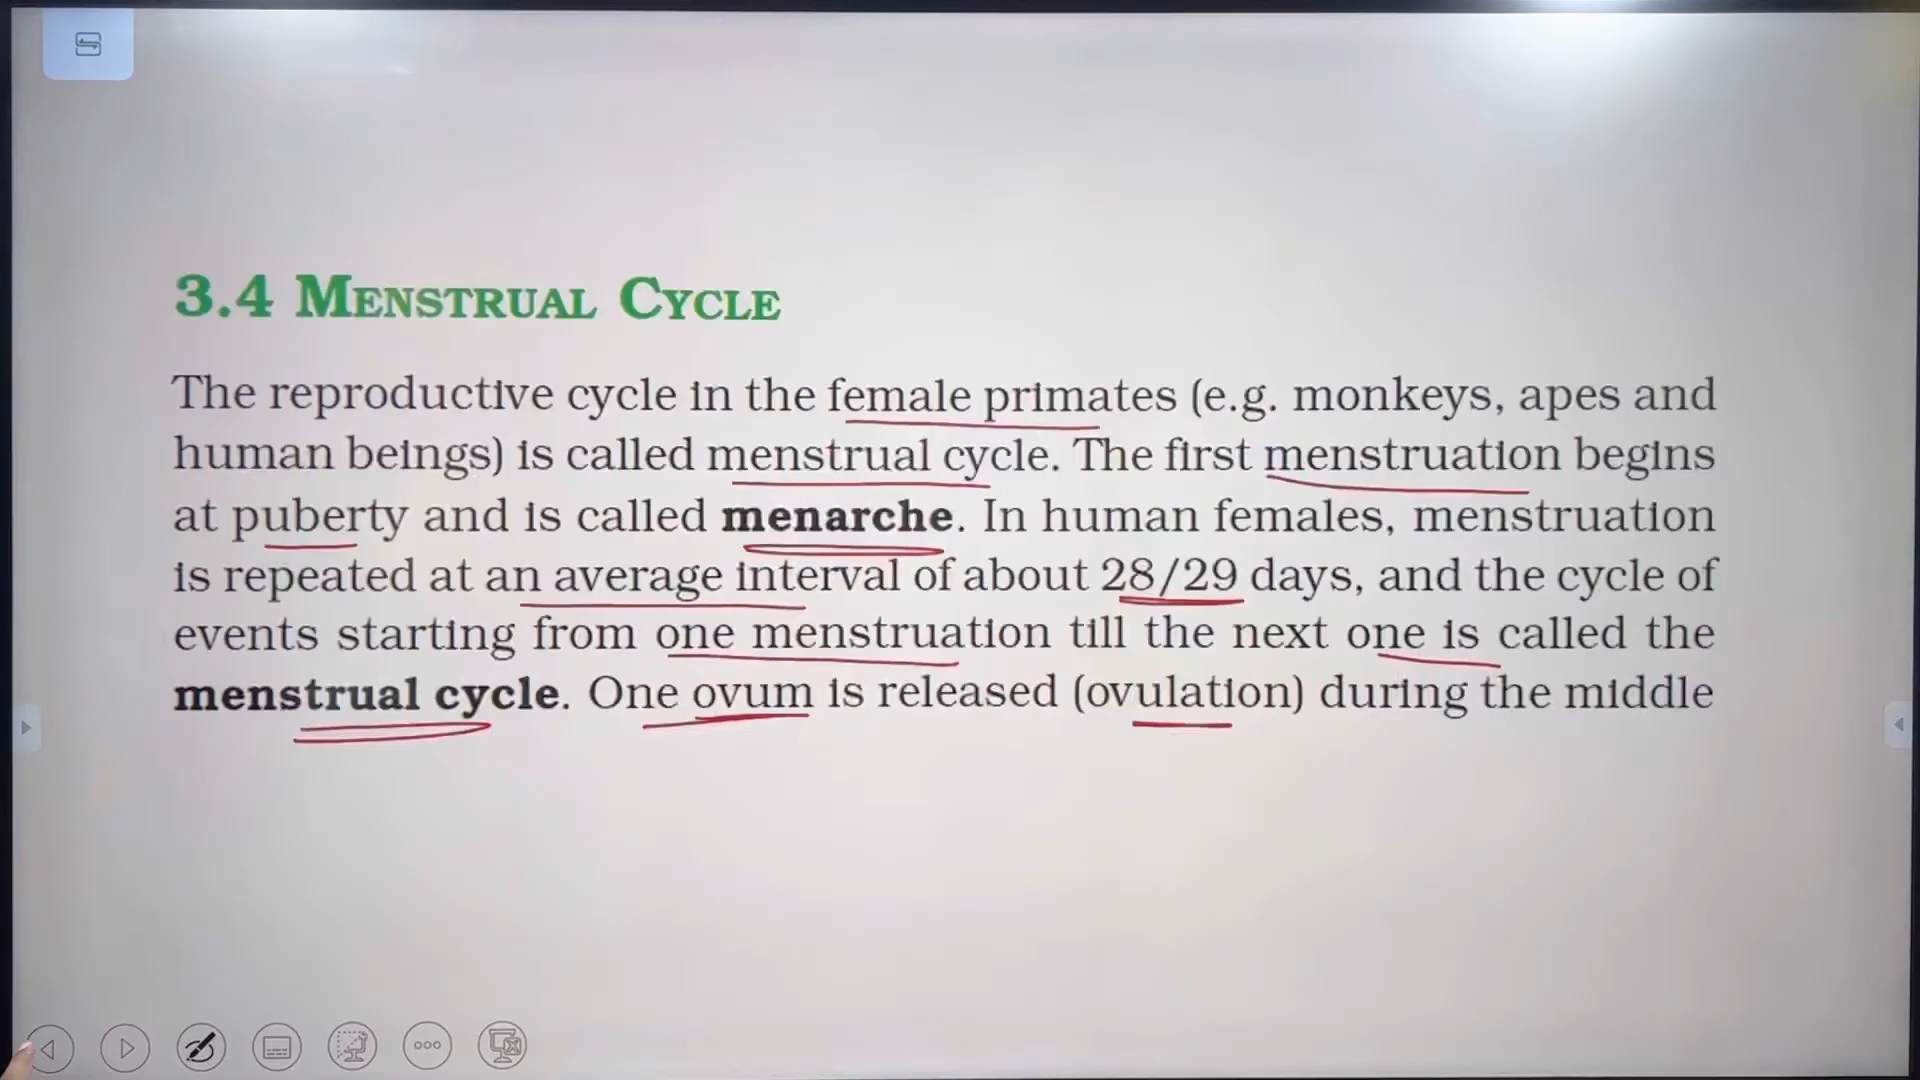 3.4 MENSTRUAL CYCLE
The reproductive cycle in the female primates (e.g. monkeys, apes and
human beings) is called menstrual cycle. The first menstruation begins
at puberty and is called menarche. In human females, menstruation
is repeated at an average interval of about 28/29 days, and the cycle of
events starting from one menstruation till the next one is called the
menstrual cycle. One ovum is released (ovulation) during the middle